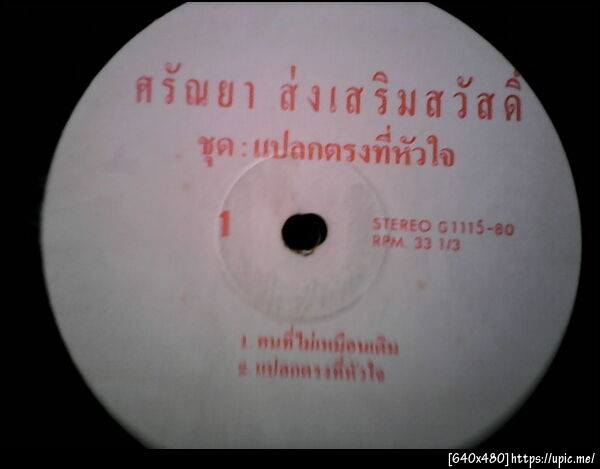 ศรัณยา ส่งเสริมสวัสดิ์
ชุด : แปลกตรงที่หัวใจ
1
STEREO G1115-80
RPM. 33 1/3
1. คนที่ไม่เหมือนเดิม
2. แปลกตรงที่หัวใจ
[640x480]https://upic.me/